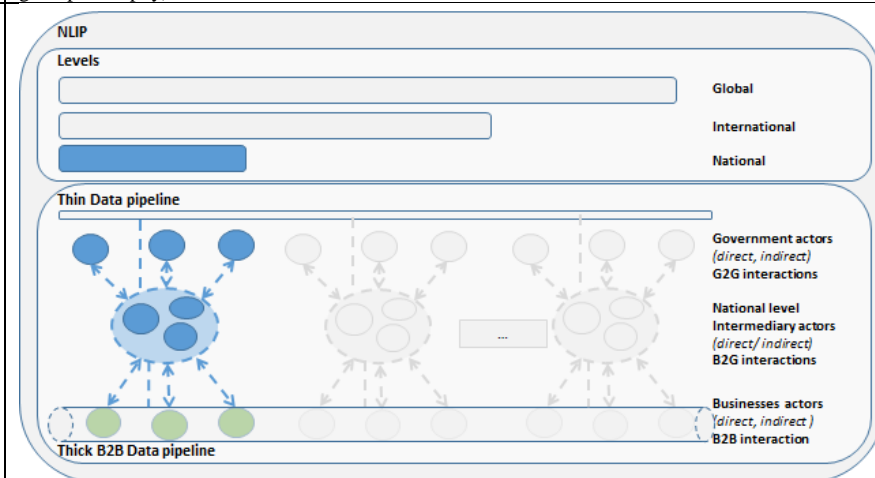 NLIP
Levels
Global
International
National
Thin Data pipeline
Government actors
(direct, indirect)
G2G interactions
National level
Intermediary actors
(direct/ indirect)
B2G interactions
...
Businesses actors
(direct, indirect )
B2B interaction
Thick B2B Data pipeline